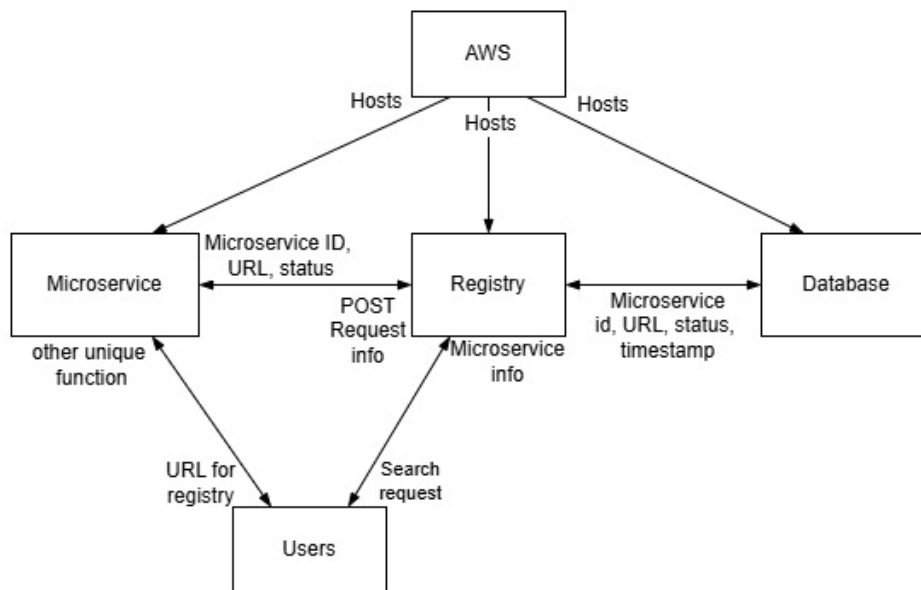 AWS
Hosts
Hosts
Hosts
Microservice ID,
URL, status
Microservice
Registry
Database
POST
Request
info
Microservice
id, URL, status,
timestamp
other unique
function
Microservice
info
URL for
registry
Search
request
Users